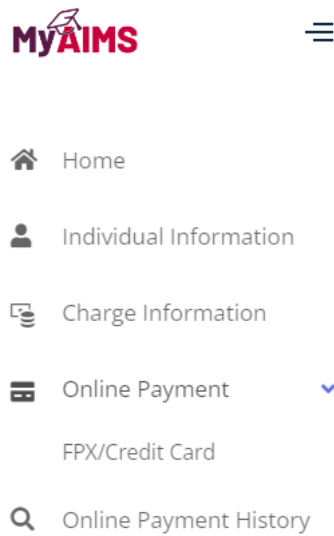 MyAIMS
Home
Individual Information
Charge Information
Online Payment
FPX/Credit Card
Online Payment History